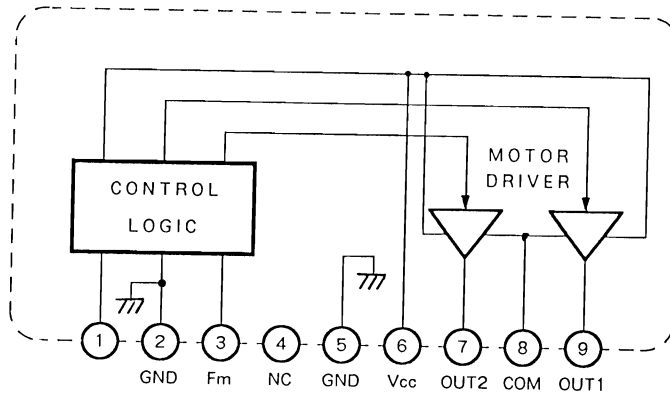 MOTOR
DRIVER
CONTROL
LOGIC
1 2 3 4 5 6 7 8 9
GND Fm NC GND Vcc OUT2 COM OUT1